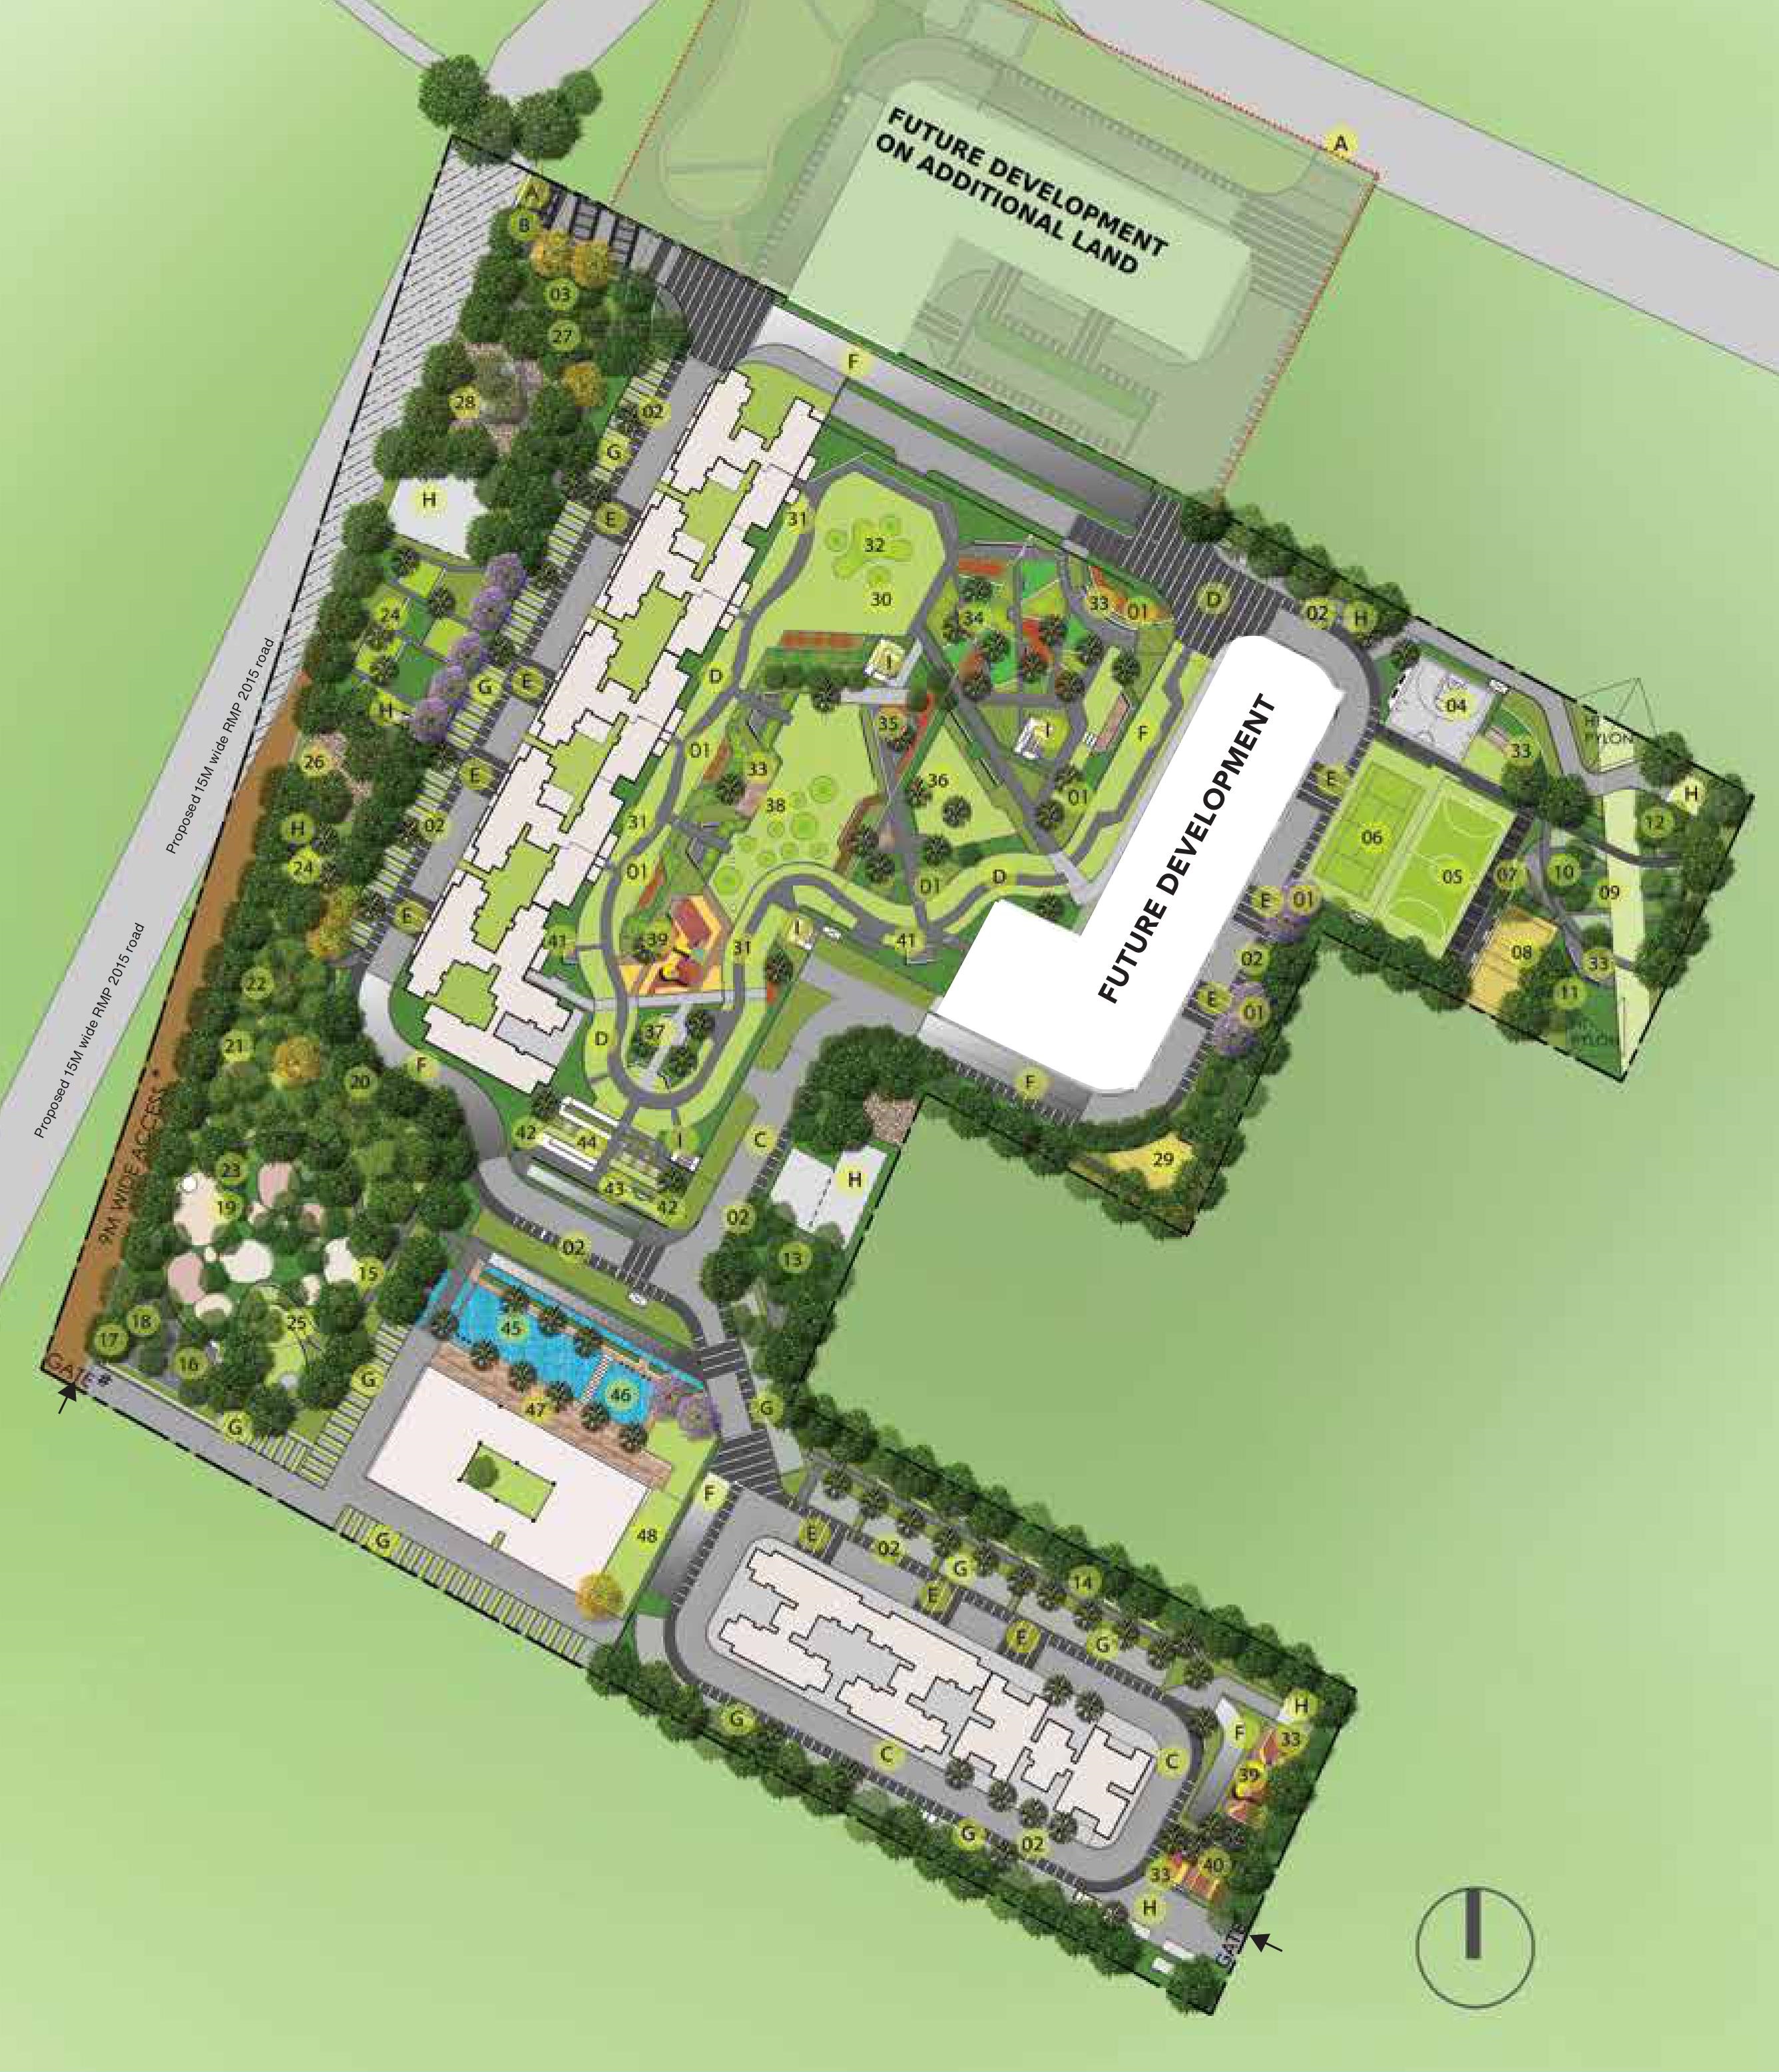 A
FUTURE DEVELOPMENT
ON ADDITIONAL LAND
A
B
03
27
F
28
02
G
H
E
31
32
30
34
33
01
D
02
H
24
G
E
D
I
35
I
F
04
HT
PYLON
33
H
12
H
26
E
01
33
38
36
01
E
06
05
07
10
09
Proposed 15M wide RMP 2015 road
H
02
31
24
01
01
D
E
01
FUTURE DEVELOPMENT
E
41
39
31
I
41
02
08
33
11
22
E
01
PYLON
21
D
37
F
20
F
Proposed 15M wide RMP 2015 road
42
44
I
C
29
9M WIDE ACCESS *
23
43
42
H
19
02
02
13
15
18
17
25
45
16
GATE #
G
46
47
G
G
F
G
48
E
02
G
E
14
E
G
G
C
C
F
H
33
39
G
02
33
40
H
GATE